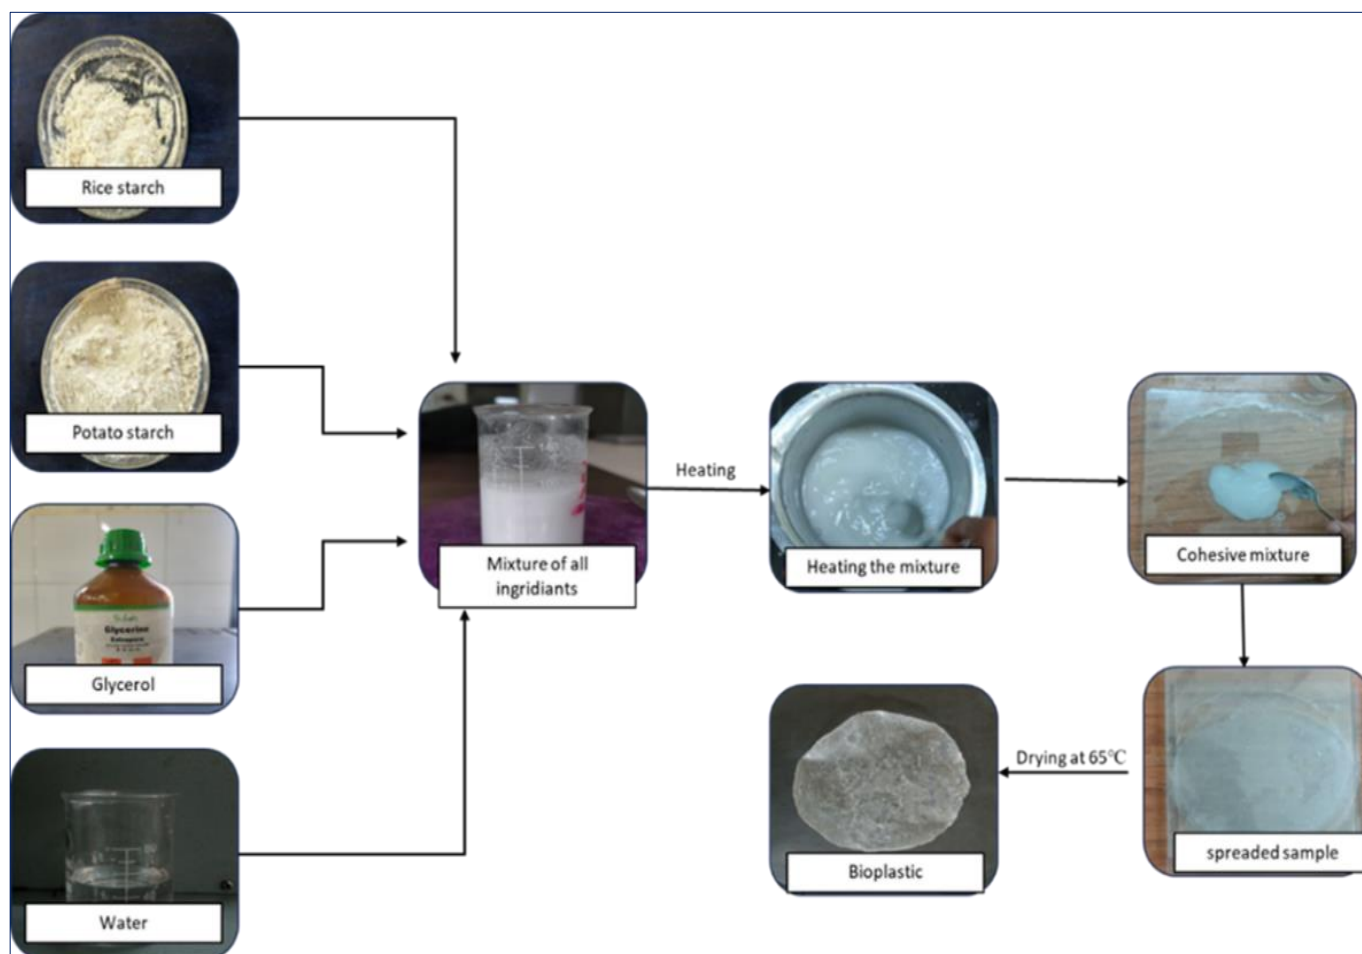 Rice starch
Potato starch
Glycerine
Glycerol
Water
Mixture of all
ingridiants
Heating
Heating the mixture
Cohesive mixture
spreaded sample
Drying at 65℃
Bioplastic